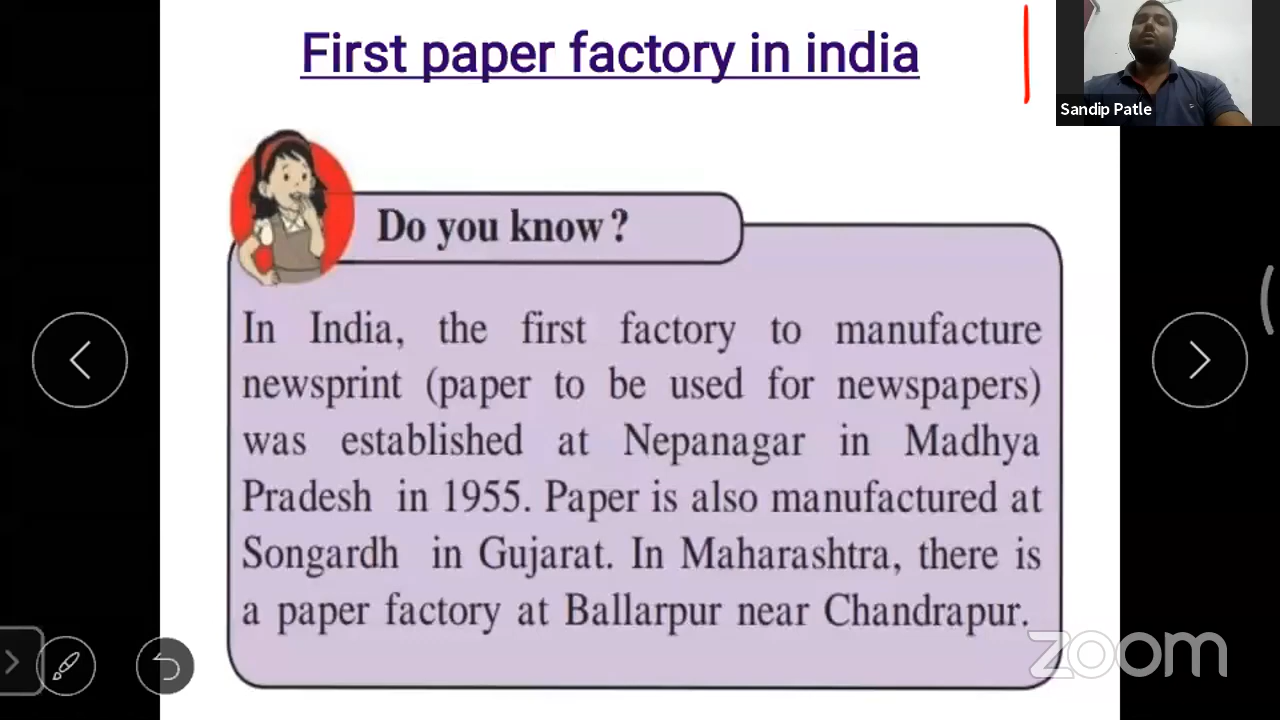 First paper factory in india
Sandip Patle
Do you know?
In India, the first factory to manufacture
newsprint (paper to be used for newspapers)
was established at Nepanagar in Madhya
Pradesh in 1955. Paper is also manufactured at
Songardh in Gujarat. In Maharashtra, there is
a paper factory at Ballarpur near Chandrapur.
zoom